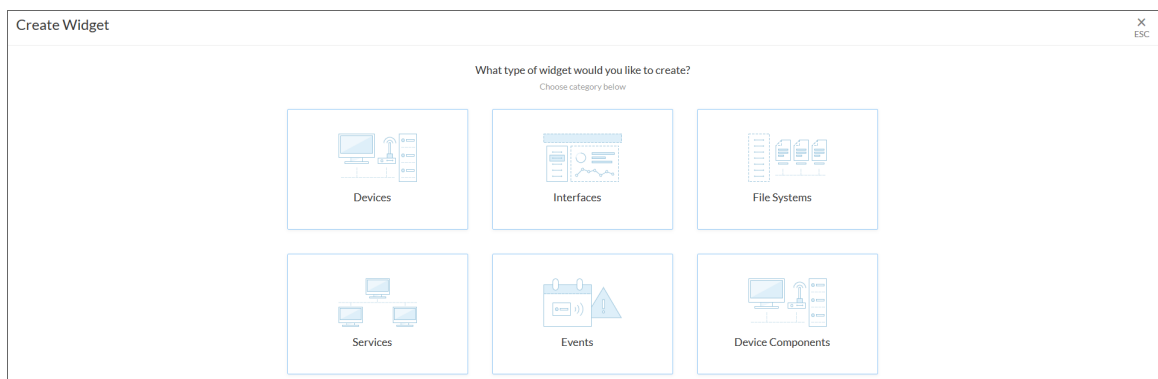 Create Widget
ESC
What type of widget would you like to create?
Choose category below
Devices
Interfaces
File Systems
Services
Events
Device Components